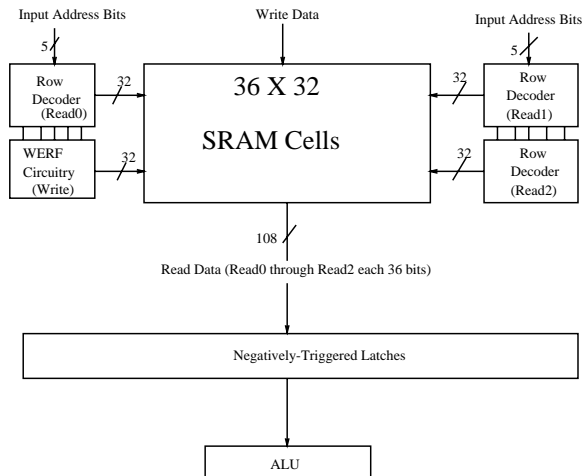 Input Address Bits
Write Data
Input Address Bits
5
5
Row
Decoder
(Read0)
32
36 X 32
SRAM Cells
32
Row
Decoder
(Read1)
WERF
Circuitry
(Write)
32
32
Row
Decoder
(Read2)
108
Read Data (Read0 through Read2 each 36 bits)
Negatively-Triggered Latches
ALU